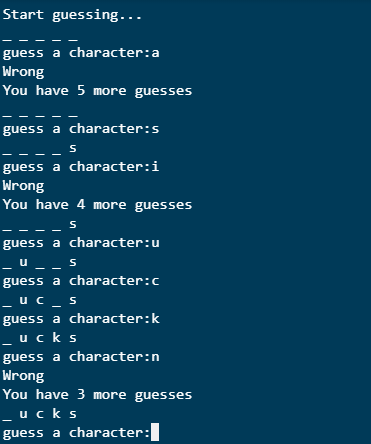 Start guessing...
_ _ _ _ _
guess a character:a
Wrong
You have 5 more guesses
_ _ _ _ _
guess a character:s
_ _ _ _ s
guess a character:i
Wrong
You have 4 more guesses
_ _ _ _ s
guess a character:u
_ u _ _ s
guess a character:c
_ u c _ s
guess a character:k
_ u c k s
guess a character:n
Wrong
You have 3 more guesses
_ u c k s
guess a character: